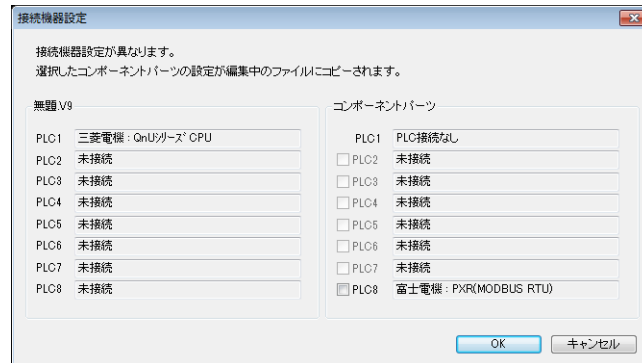 接続機器設定
接続機器設定が異なります。
選択したコンポーネントパーツの設定が編集中のファイルにコピーされます。
無題.V9
PLC1 三菱電機：QnUｼﾘｰｽﾞCPU
PLC2 未接続
PLC3 未接続
PLC4 未接続
PLC5 未接続
PLC6 未接続
PLC7 未接続
PLC8 未接続
コンポーネントパーツ
PLC1 PLC接続なし
PLC2 未接続
PLC3 未接続
PLC4 未接続
PLC5 未接続
PLC6 未接続
PLC7 未接続
PLC8 富士電機：PXR(MODBUS RTU)
OK キャンセル